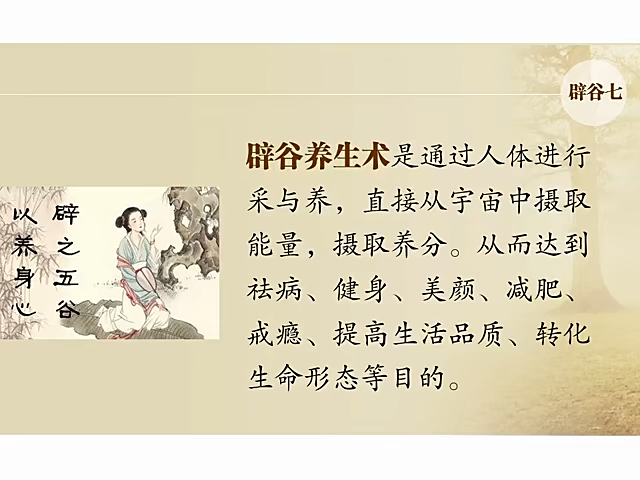 辟谷七
辟谷养生术是通过人体进行
采与养，直接从宇宙中摄取
能量，摄取养分。从而达到
祛病、健身、美颜、减肥、
戒瘾、提高生活品质、转化
生命形态等目的。
辟之五谷
以养身心